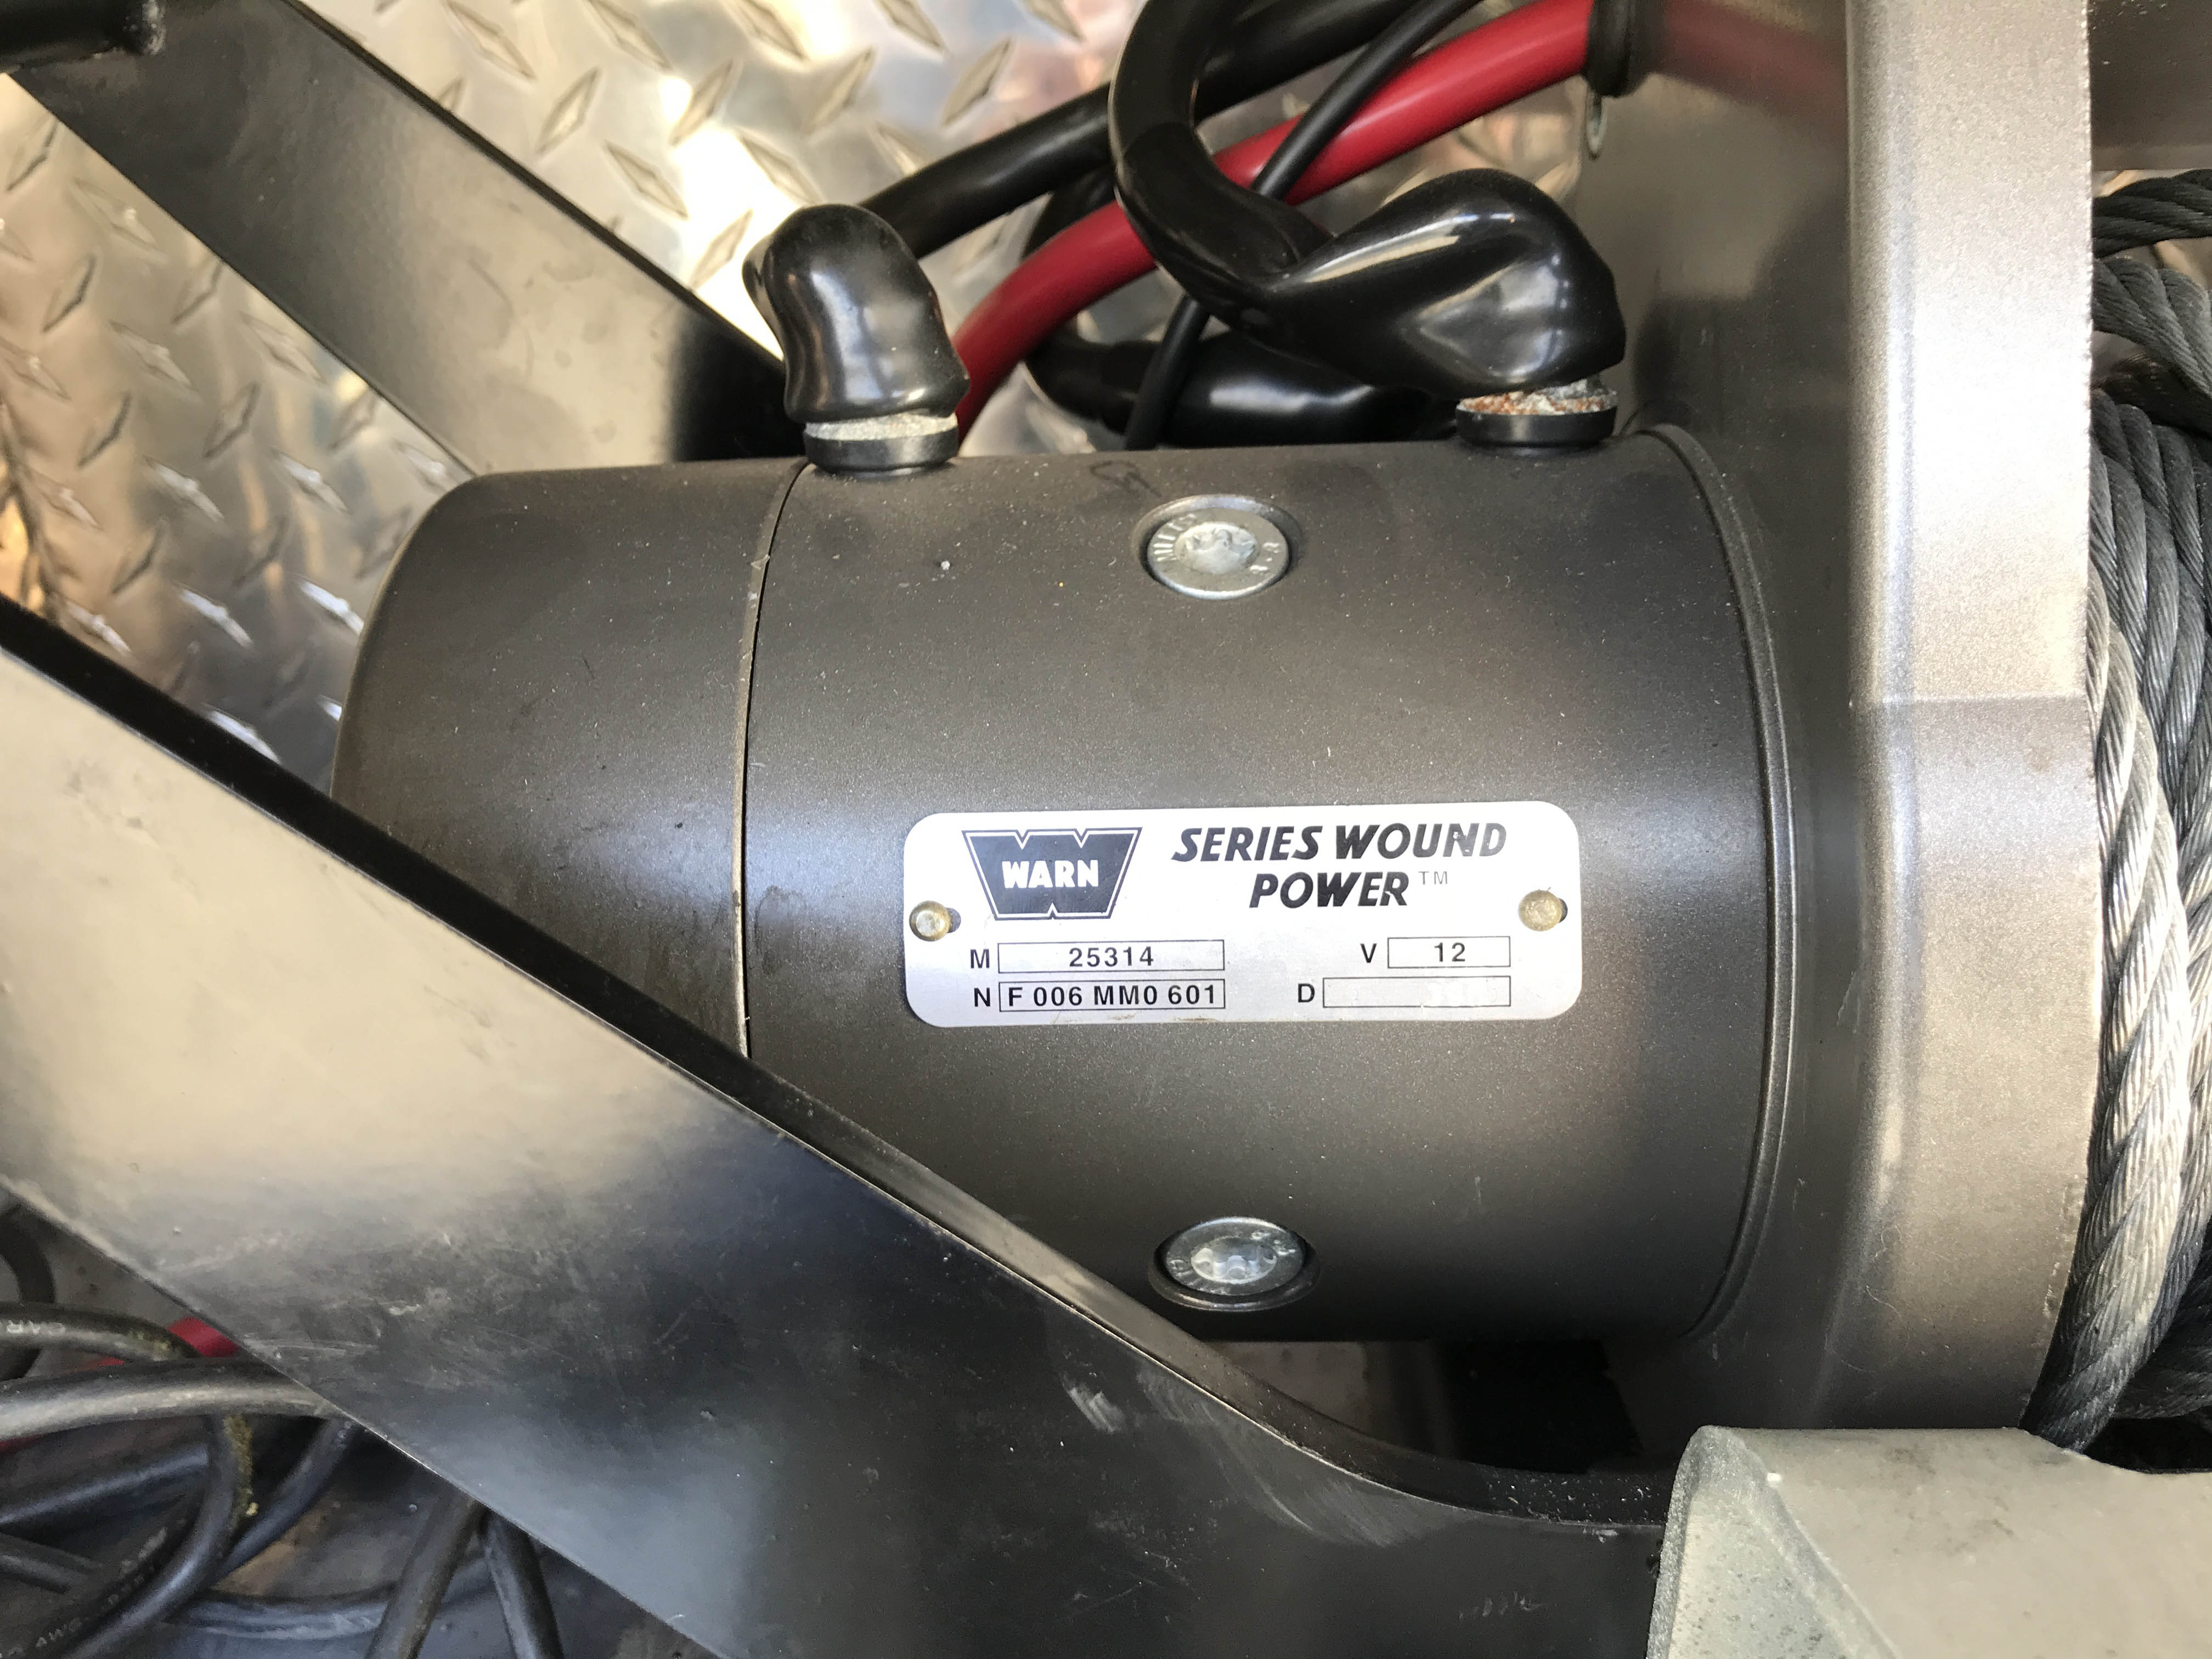 WARN
SERIES WOUND
POWER™
M 25314
V 12
N F 006 MM0 601
D